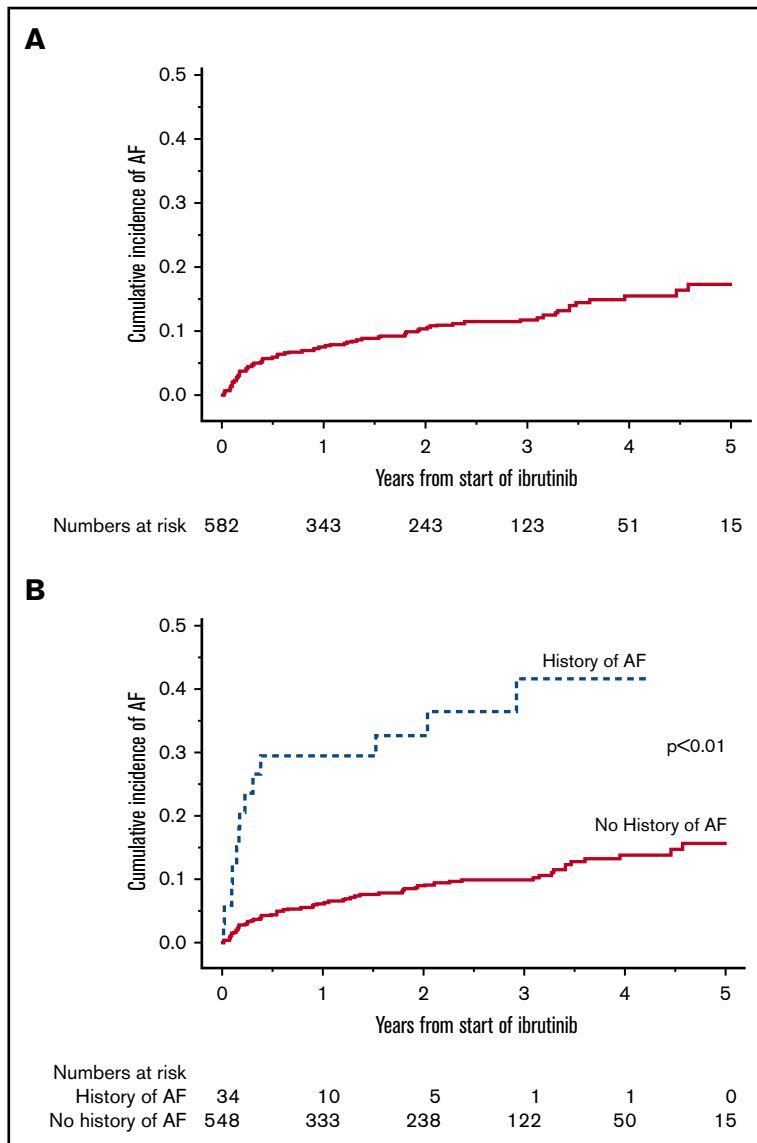 A
Cumulative incidence of AF
0.5
0.4
0.3
0.2
0.1
0.0
0 1 2 3 4 5
Years from start of ibrutinib
Numbers at risk 582 343 243 123 51 15
B
Cumulative incidence of AF
0.5
0.4
0.3
0.2
0.1
0.0
History of AF
p<0.01
No History of AF
0 1 2 3 4 5
Years from start of ibrutinib
Numbers at risk
History of AF 34 10 5 1 1 0
No history of AF 548 333 238 122 50 15